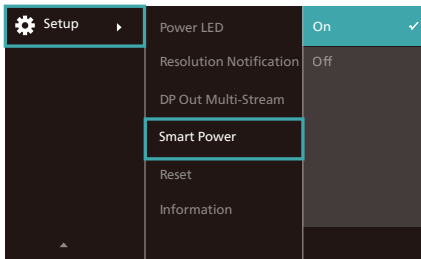 Setup
Power LED
Resolution Notification
DP Out Multi-Stream
Smart Power
Reset
Information
On
Off